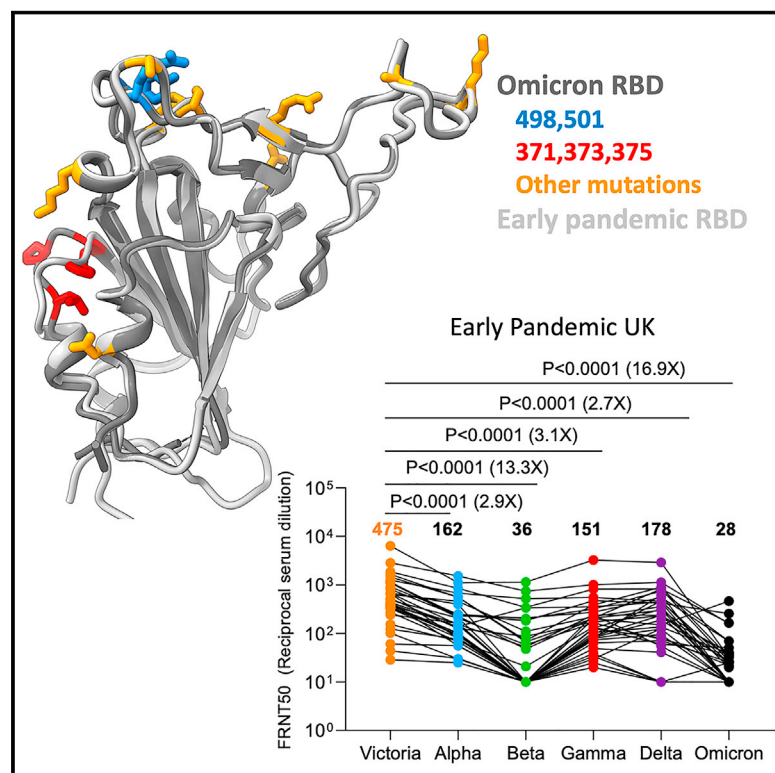 Omicron RBD
498,501
371,373,375
Other mutations
Early pandemic RBD
Early Pandemic UK
P<0.0001 (16.9X)
P<0.0001 (2.7X)
P<0.0001 (3.1X)
P<0.0001 (13.3X)
P<0.0001 (2.9X)
475 162 36 151 178 28
FRNT50 (Reciprocal serum dilution)
10⁵
10⁴
10³
10²
10¹
10⁰
Victoria Alpha Beta Gamma Delta Omicron